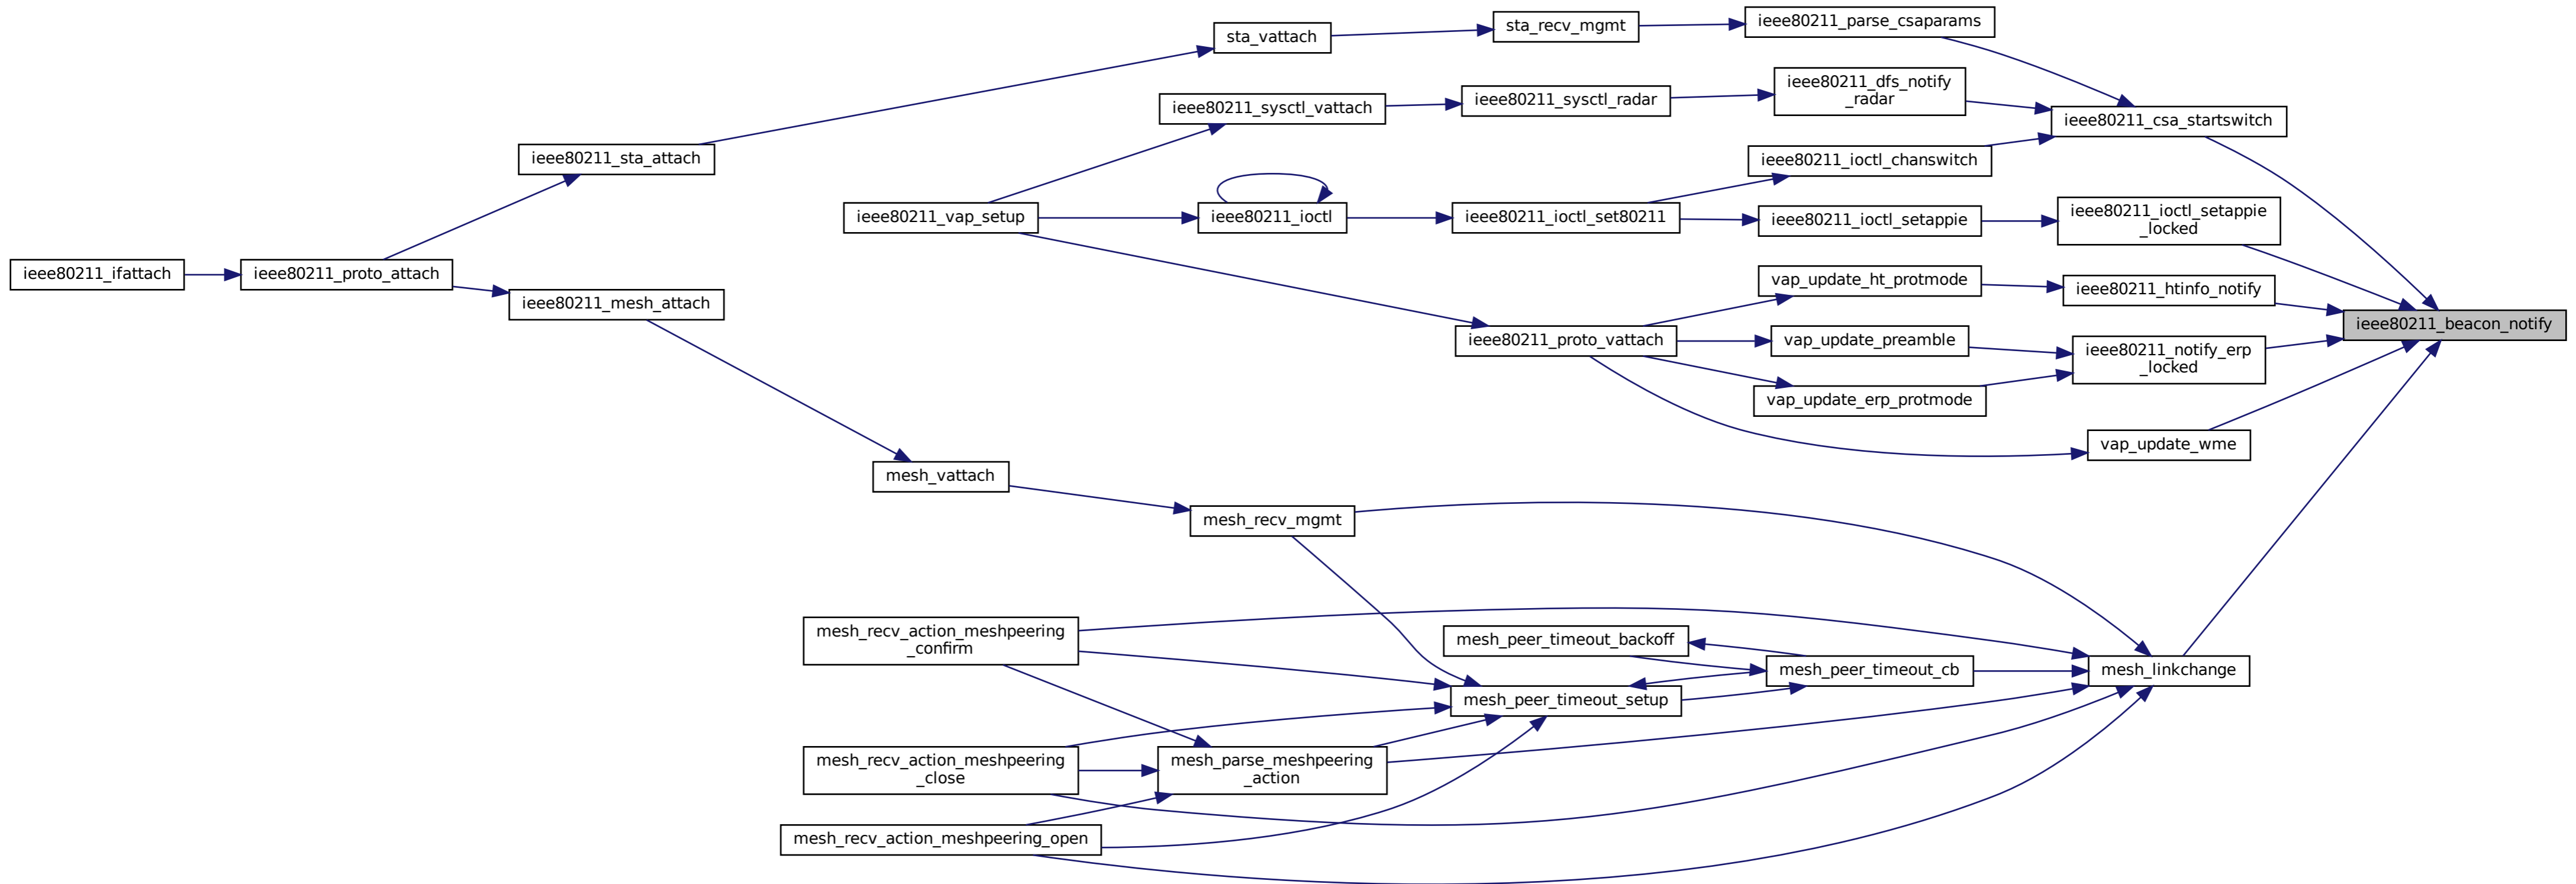 ieee80211_parse_csaparams
sta_recv_mgmt
sta_vattach
ieee80211_dfs_notify
_radar
ieee80211_sysctl_radar
ieee80211_sysctl_vattach
ieee80211_csa_startswitch
ieee80211_sta_attach
ieee80211_ioctl_chanswitch
ieee80211_vap_setup
ieee80211_ioctl
ieee80211_ioctl_set80211
ieee80211_ioctl_setappie
ieee80211_ioctl_setappie
_locked
ieee80211_ifattach
ieee80211_proto_attach
ieee80211_mesh_attach
vap_update_ht_protmode
ieee80211_htinfo_notify
ieee80211_beacon_notify
ieee80211_proto_vattach
vap_update_preamble
ieee80211_notify_erp
_locked
vap_update_erp_protmode
vap_update_wme
mesh_vattach
mesh_recv_mgmt
mesh_recv_action_meshpeering
_confirm
mesh_peer_timeout_backoff
mesh_peer_timeout_cb
mesh_linkchange
mesh_peer_timeout_setup
mesh_recv_action_meshpeering
_close
mesh_parse_meshpeering
_action
mesh_recv_action_meshpeering_open